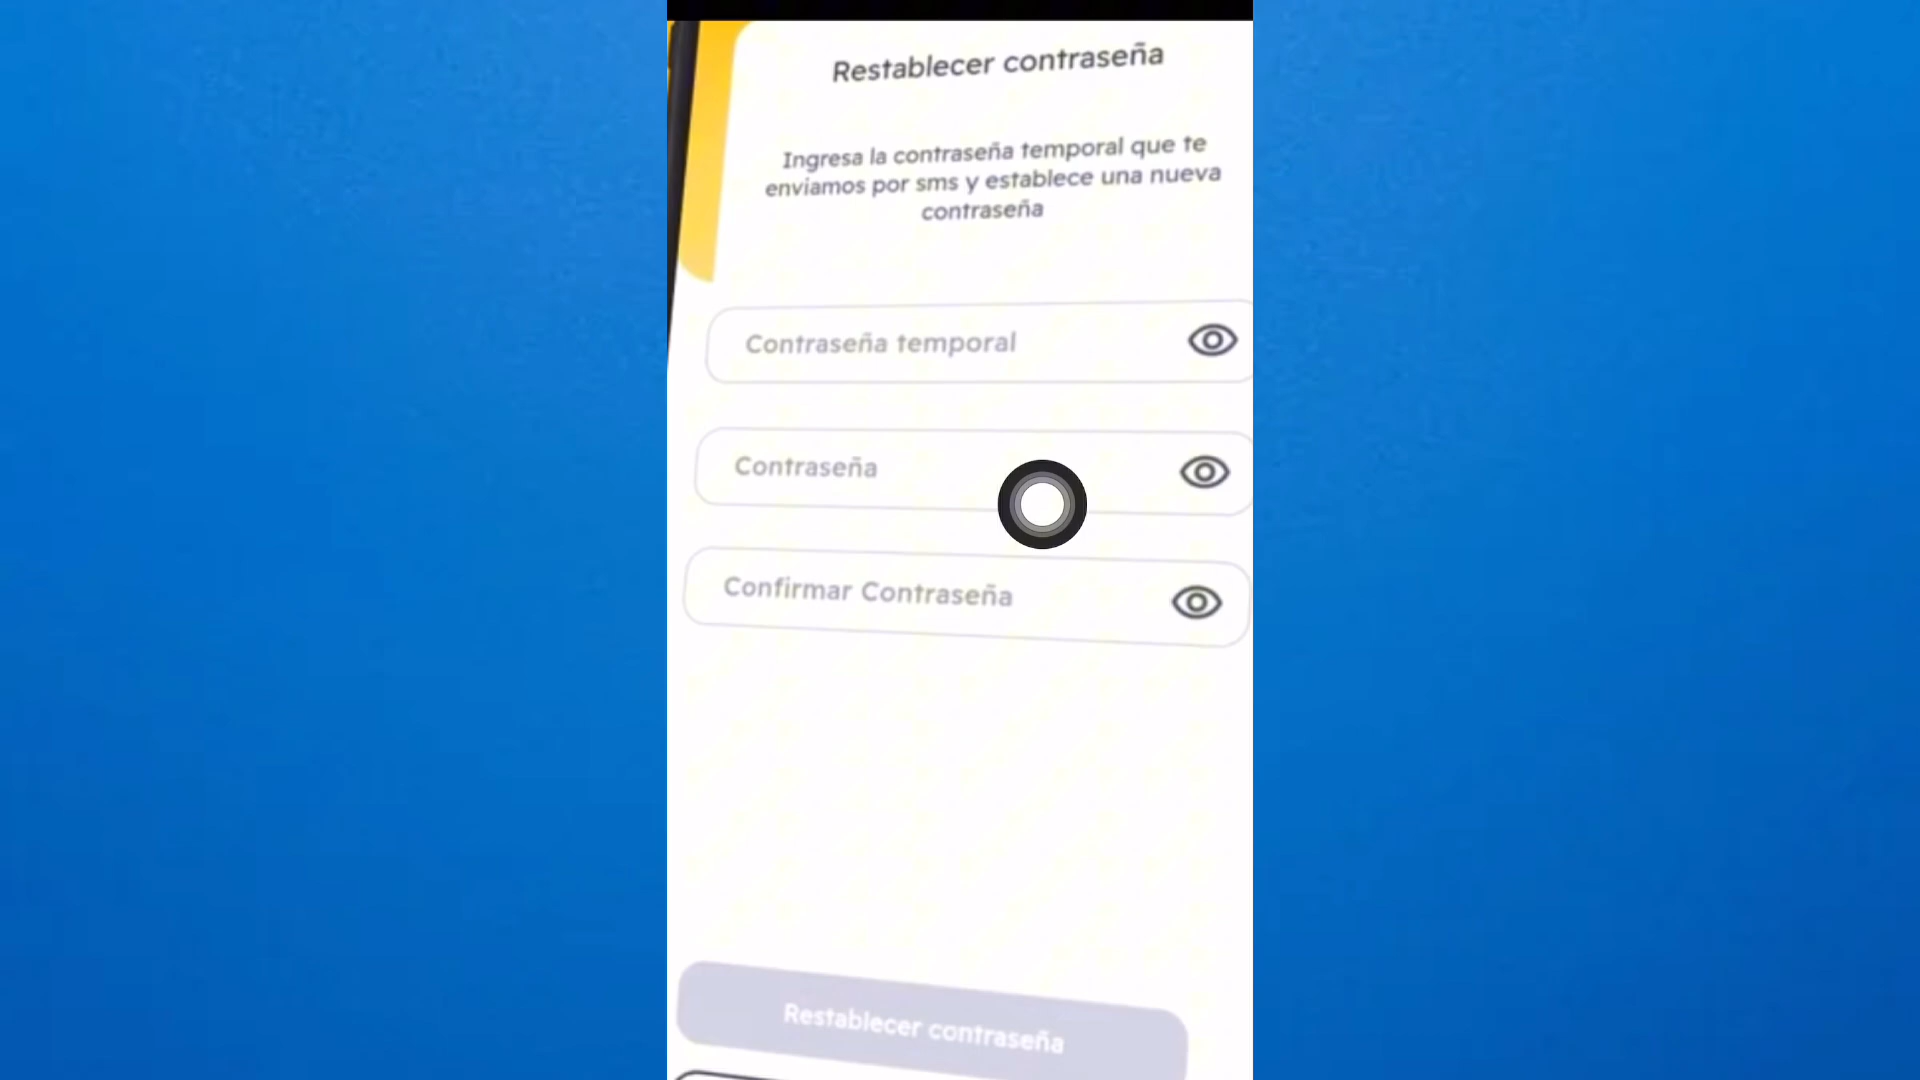 Restablecer contraseña
Ingresa la contraseña temporal que te
enviamos por sms y establece una nueva
contraseña
Contraseña temporal
Contraseña
Confirmar Contraseña
Restablecer contraseña